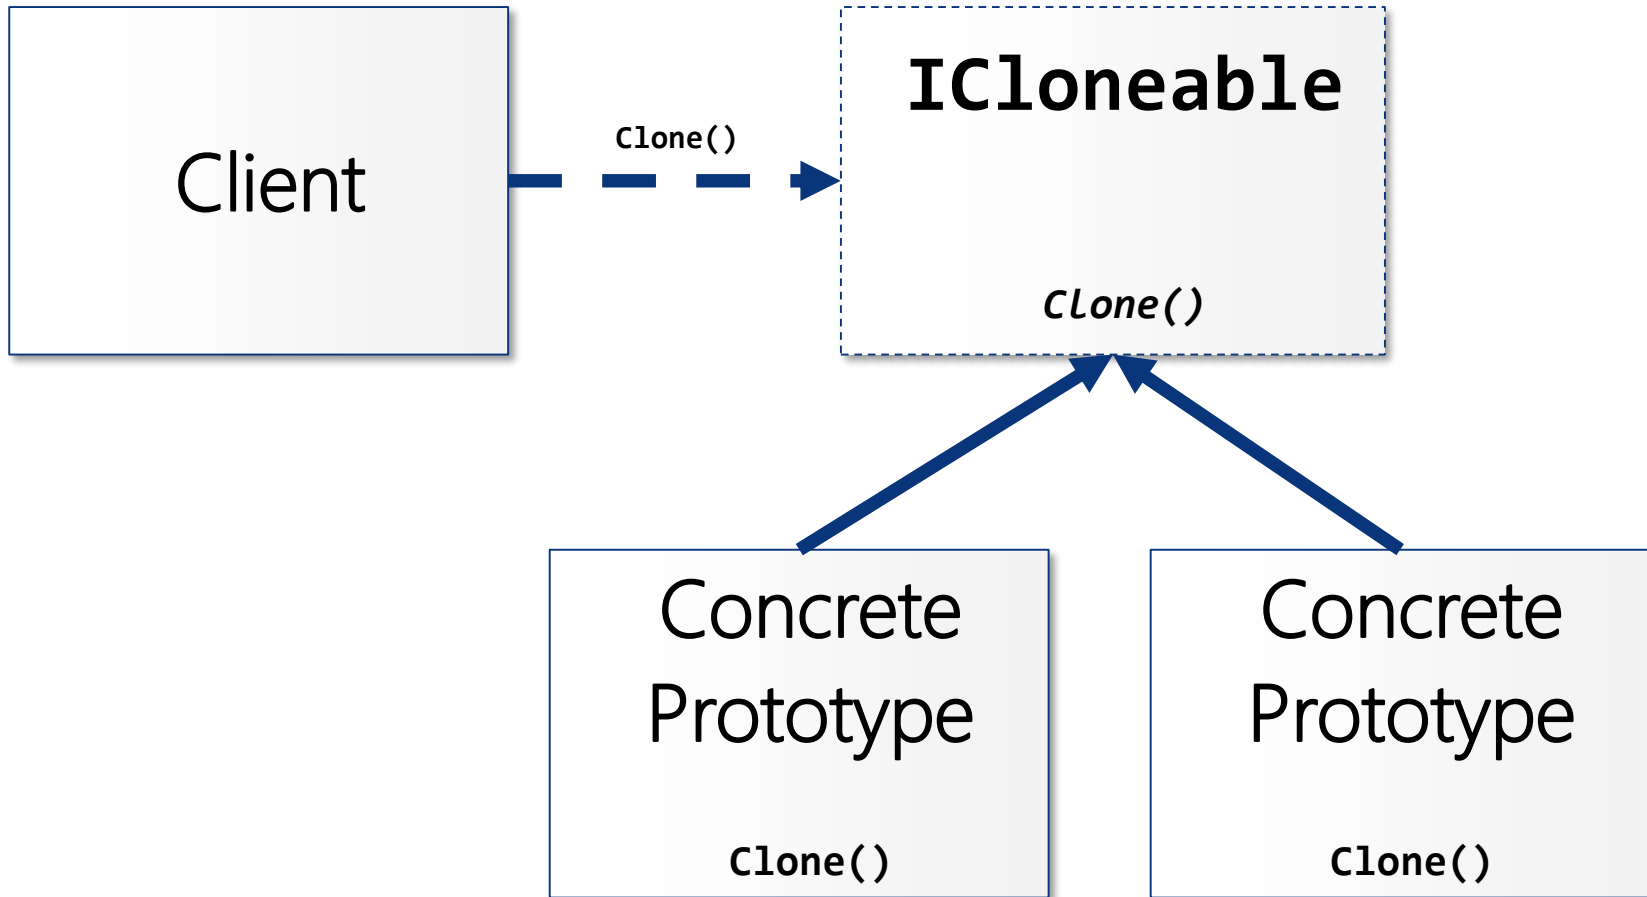 Client
Clone()
ICloneable
Clone()
Concrete
Prototype
Clone()
Concrete
Prototype
Clone()